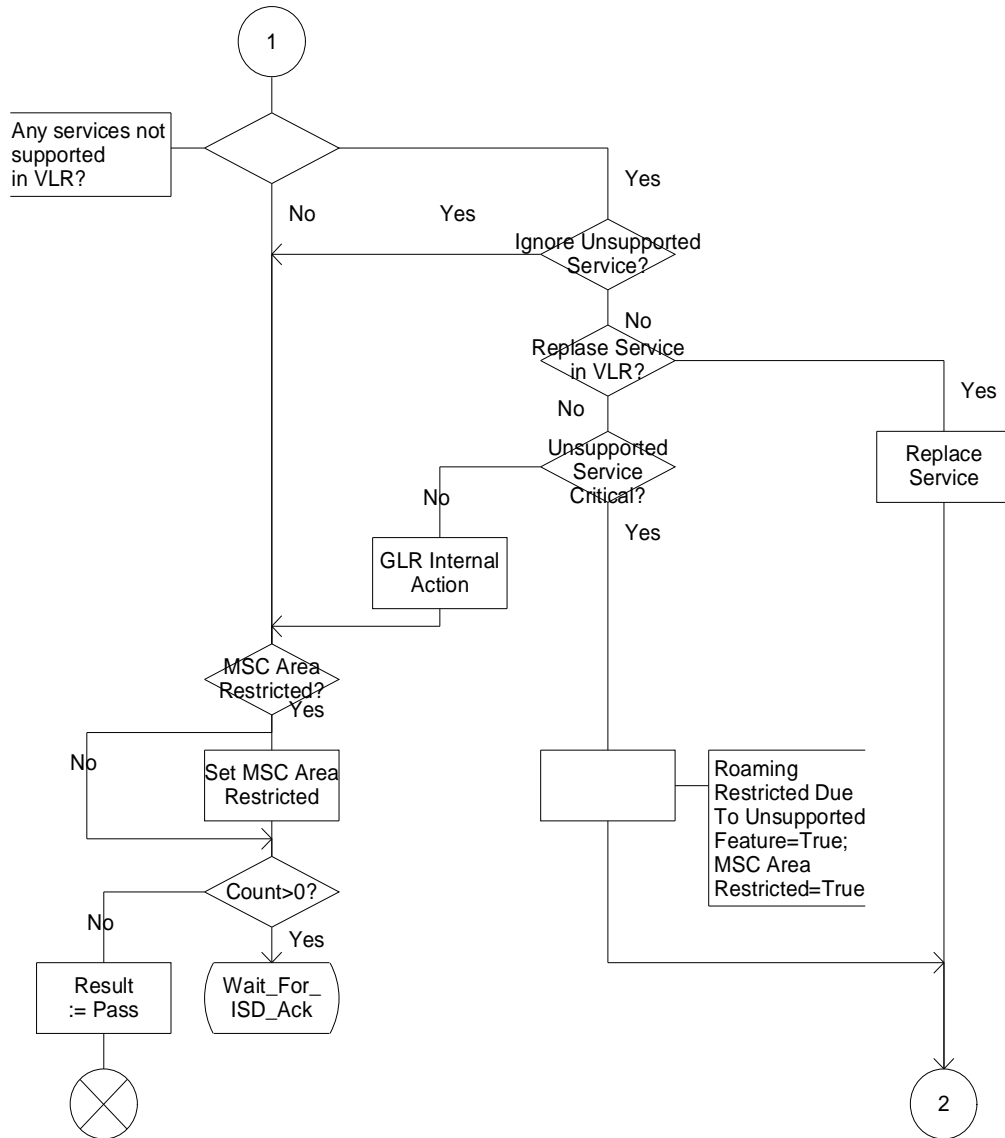 1
Any services not
supported
in VLR?
Yes
No
Yes
Ignore Unsupported
Service?
No
Replase Service
in VLR?
Yes
No
Unsupported
Service
Critical?
Replace
Service
No
Yes
GLR Internal
Action
MSC Area
Restricted?
Yes
No
Set MSC Area
Restricted
Roaming
Restricted Due
To Unsupported
Feature=True;
MSC Area
Restricted=True
Count>0?
No
Yes
Result
:= Pass
Wait_For_
ISD_Ack
2